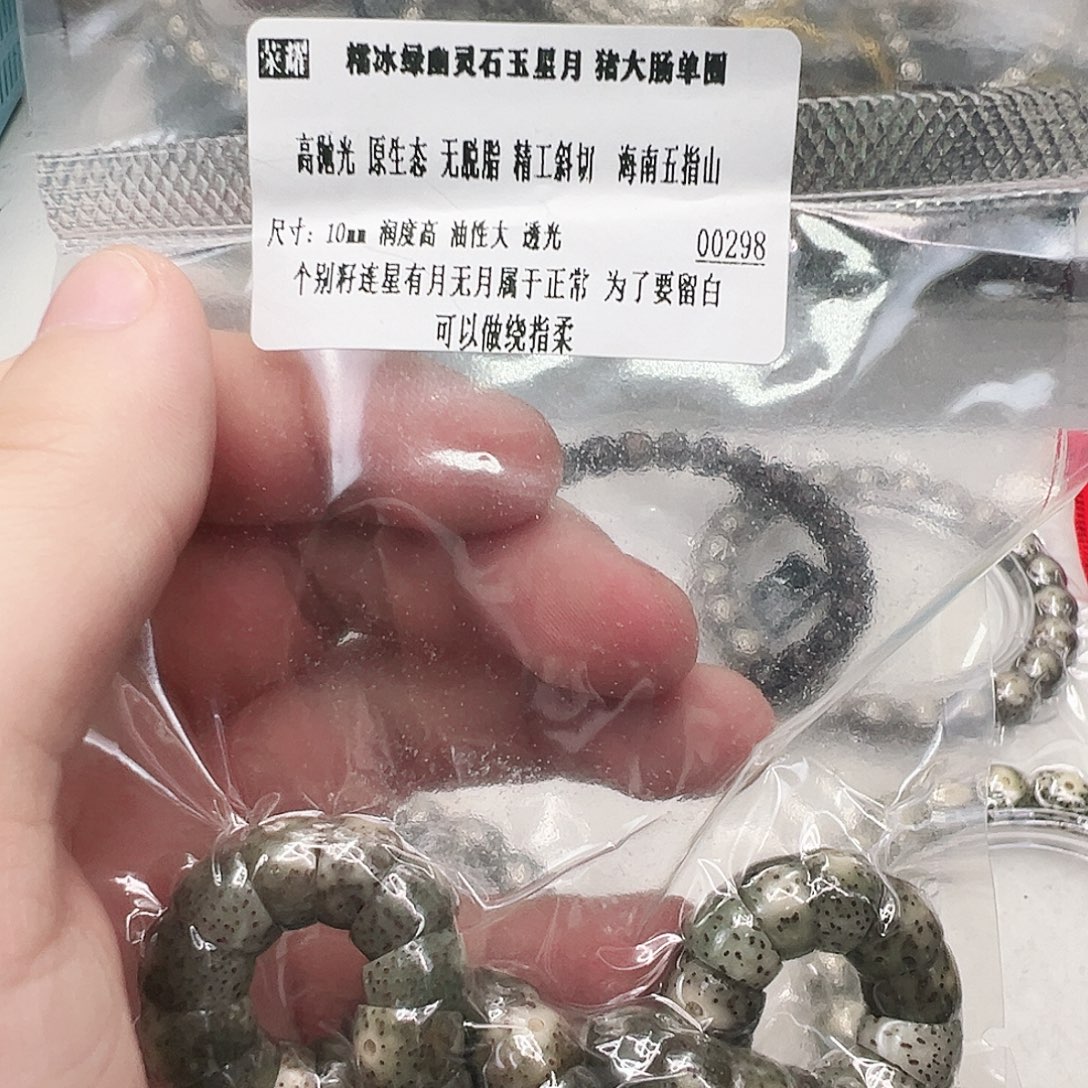 荣耀 糯冰绿幽灵石玉星月 猪大肠单圈
高抛光 原生态 无脱脂 精工斜切 海南五指山
尺寸: 10mm 润度高 油性大 透光 00298
个别籽连星有月无月属于正常 为了要留白
可以做绕指柔